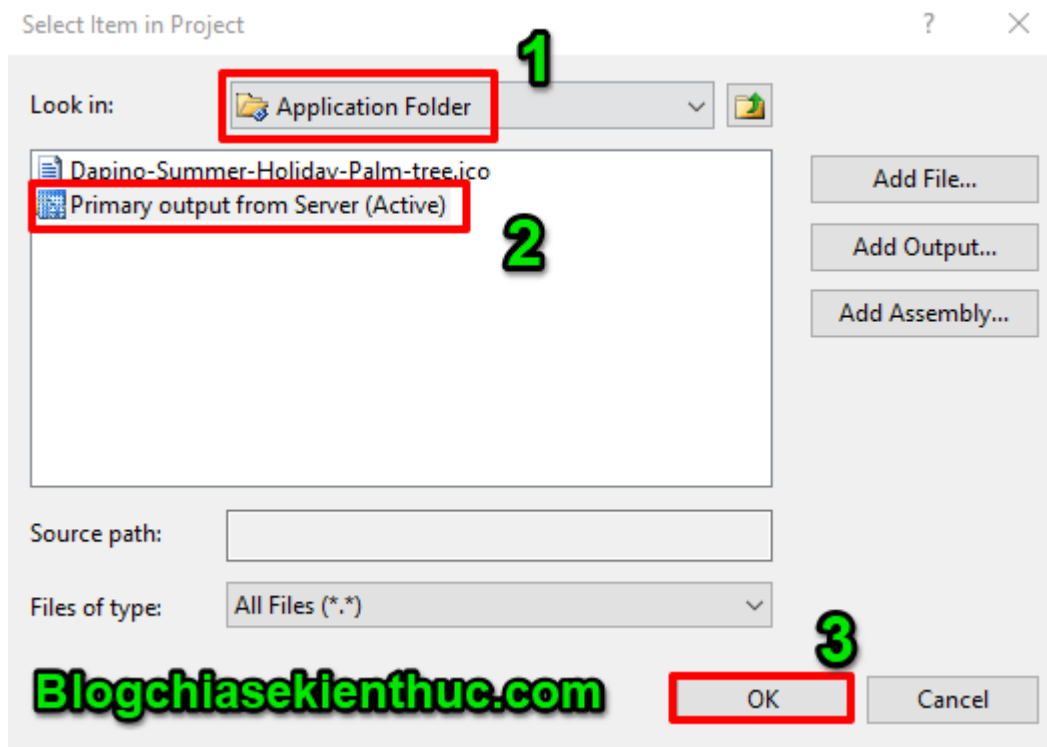 Select Item in Project
1
Look in:
Application Folder
Dapino-Summer-Holiday-Palm-tree.ico
Primary output from Server (Active)
2
Add File...
Add Output...
Add Assembly...
Source path:
Files of type:
All Files (*.*)
3
Blogchiasekienthuc.com
OK
Cancel